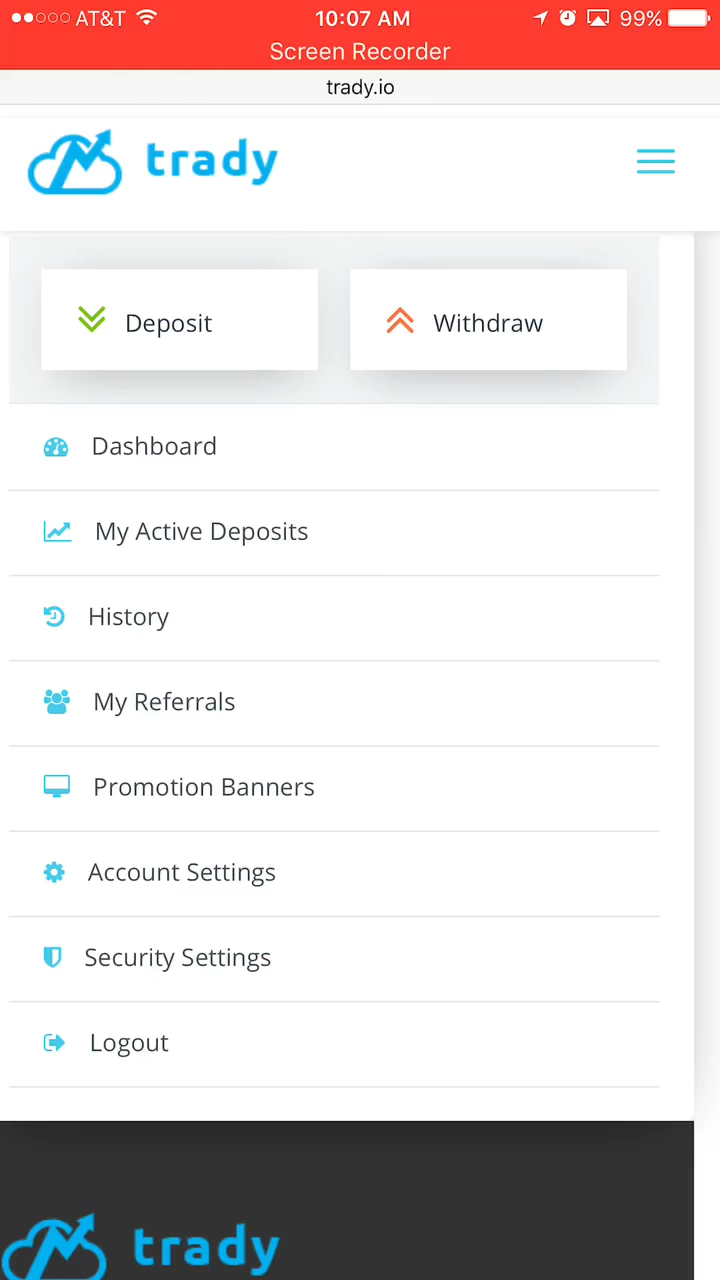 AT&T 10:07 AM 99%
Screen Recorder
trady.io
trady
Deposit Withdraw
Dashboard
My Active Deposits
History
My Referrals
Promotion Banners
Account Settings
Security Settings
Logout
trady